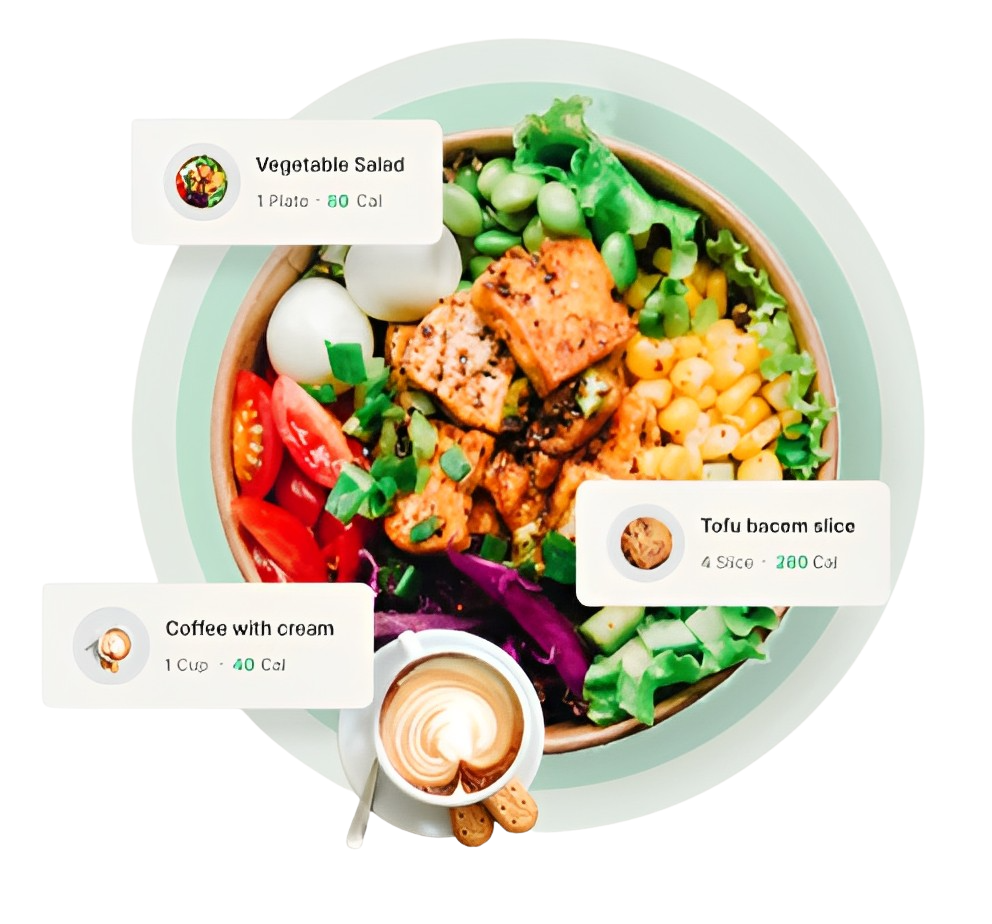 Vegetable Salad
1 Plate · 80 Cal
Tofu bacom slice
4 Slice · 280 Cal
Coffee with cream
1 Cup · 40 Cal